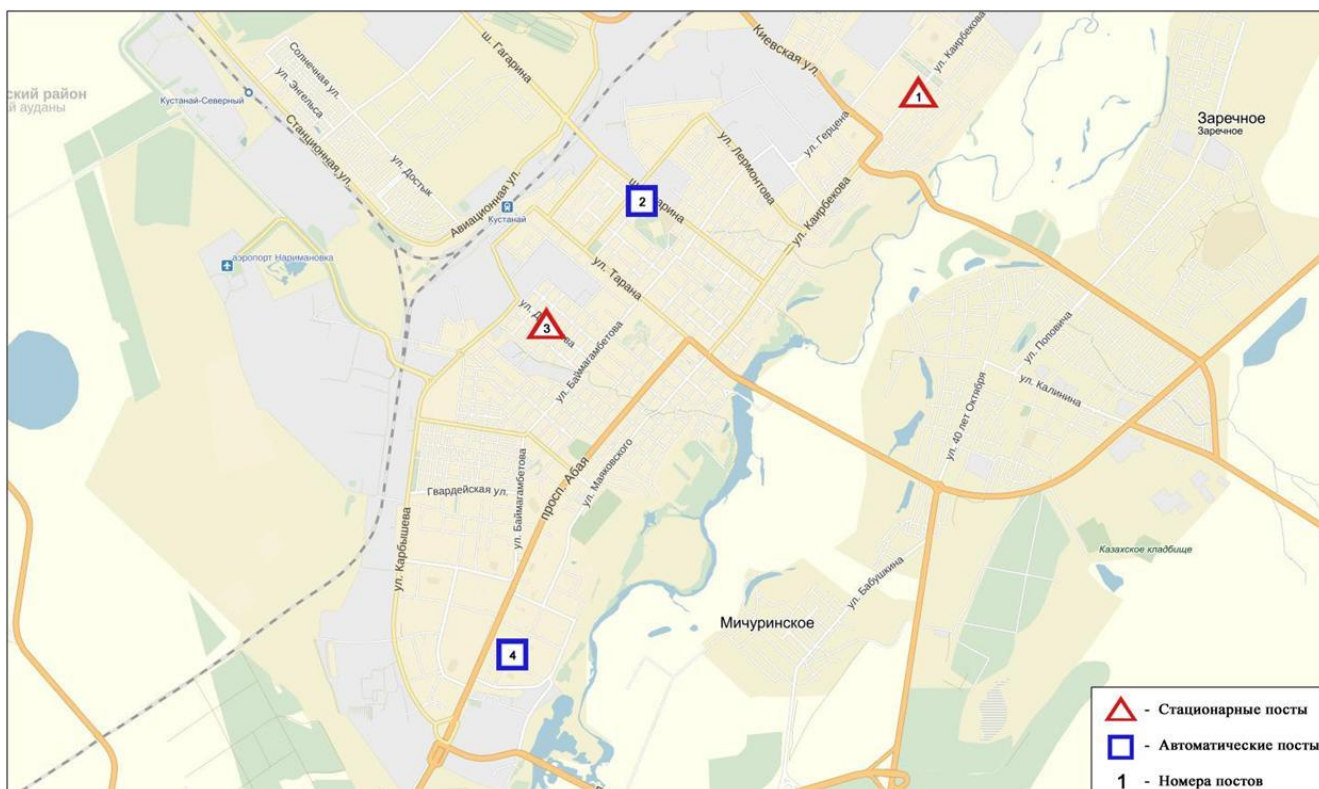 Киевская ул.
ул. Каирбекова
1
ский район
й ауданы
Кустанай-Северный
Солнечная ул.
ул. Энгельса
ш. Гагарина
Станционная ул.
ул. Достык
Авиационная ул.
Кустанай
2
ул. Лермонтова
ул. Герцена
ул. Каирбекова
Заречное
Заречное
аэропорт Наримановка
ул. Тарана
3
ул. Баймагамбетова
ул. Поповича
ул. Калинина
ул. 40 лет Октября
Гвардейская ул.
ул. Баймагамбетова
просп. Абая
ул. Маяковского
ул. Карбышева
Казахское кладбище
ул. Бабушкина
Мичуринское
4
- Стационарные посты
- Автоматические посты
1 - Номера постов